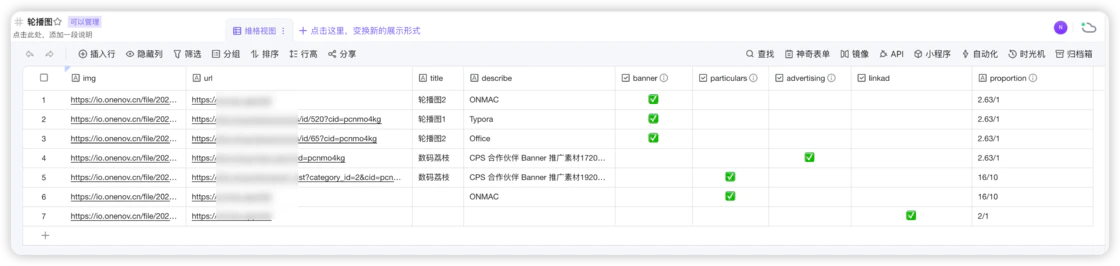 轮播图 可以管理
点击此处，添加一段说明
维格视图 点击这里，变换新的展示形式
插入行 隐藏列 筛选 分组 排序 行高 分享 查找 神奇表单 镜像 API 小程序 自动化 时光机 归档箱
img url title describe banner particulars advertising linkad proportion
1 https://io.onenov.cn/file/202... https:/ 轮播图2 ONMAC 2.63/1
2 https://io.onenov.cn/file/202... https:/ /id/520?cid=pcnmo4kg 轮播图1 Typora 2.63/1
3 https://io.onenov.cn/file/202... https:/ /id/65?cid=pcnmo4kg 轮播图2 Office 2.63/1
4 https://io.onenov.cn/file/202... https:/ d=pcnmo4kg 数码荔枝 CPS 合作伙伴 Banner 推广素材1720... 2.63/1
5 https://io.onenov.cn/file/202... https:/ st?category_id=2&cid=pcn... 数码荔枝 CPS 合作伙伴 Banner 推广素材1920... 16/10
6 https://io.onenov.cn/file/202... https:/ ONMAC 16/10
7 https://io.onenov.cn/file/202... https:/ 2/1